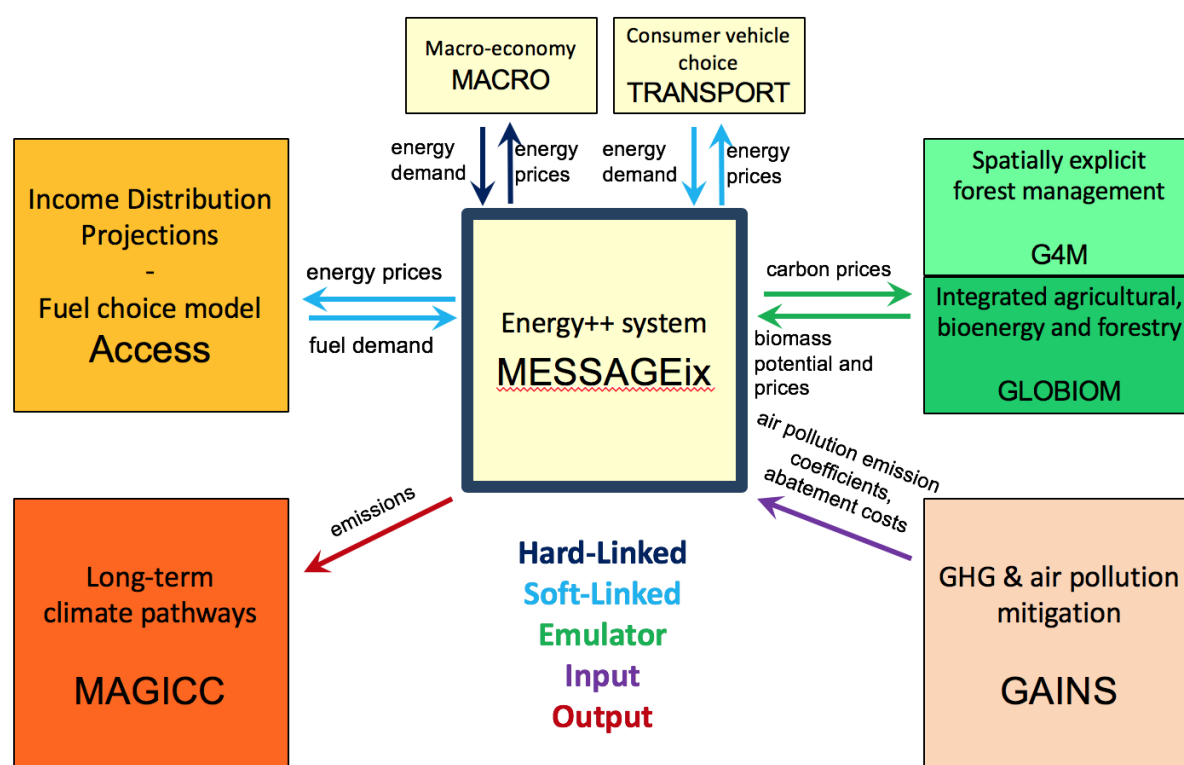 Macro-economy
MACRO
Consumer vehicle
choice
TRANSPORT
energy
demand
energy
prices
energy
demand
energy
prices
Income Distribution
Projections
-
Fuel choice model
Access
energy prices
fuel demand
Energy++ system
MESSAGEix
carbon prices
biomass
potential and
prices
Spatially explicit
forest management
G4M
Integrated agricultural,
bioenergy and forestry
GLOBIOM
air pollution emission
coefficients,
abatement costs
emissions
Long-term
climate pathways
MAGICC
Hard-Linked
Soft-Linked
Emulator
Input
Output
GHG & air pollution
mitigation
GAINS